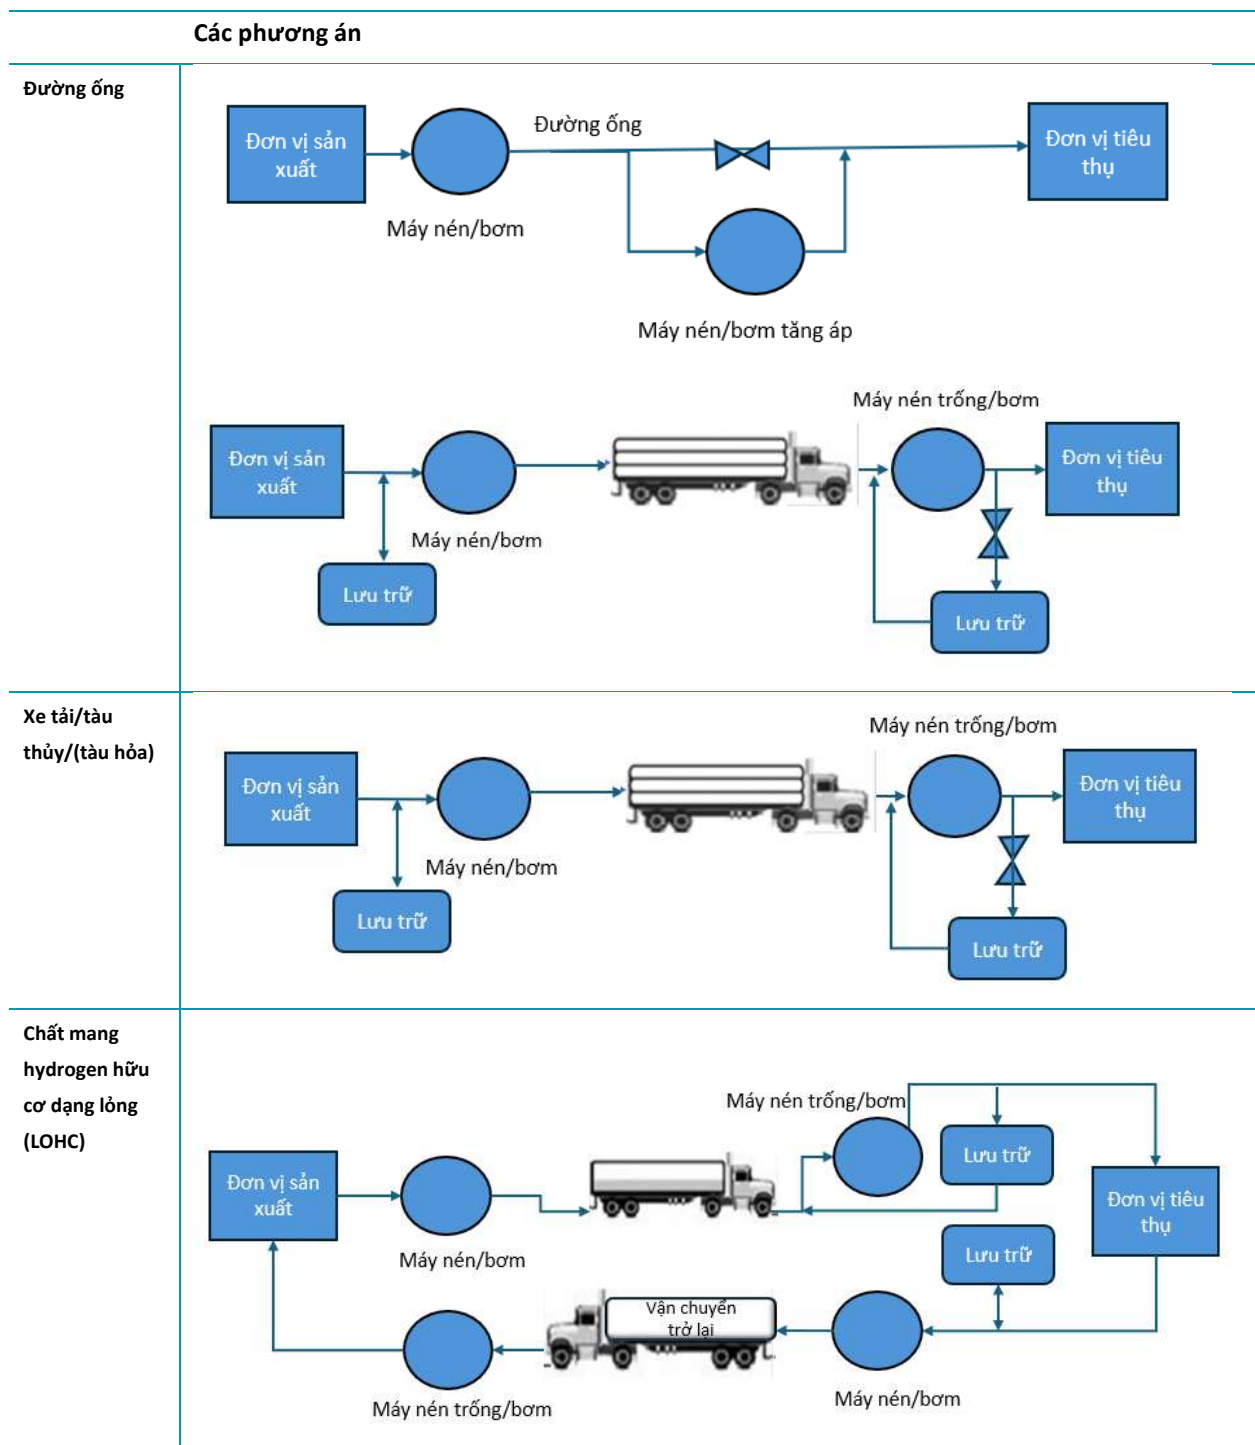 Các phương án
Đường ống
Đơn vị sản
xuất
Đường ống
Đơn vị tiêu
thụ
Máy nén/bơm
Máy nén/bơm tăng áp
Máy nén trống/bơm
Đơn vị sản
xuất
Đơn vị tiêu
thụ
Máy nén/bơm
Lưu trữ
Lưu trữ
Xe tải/tàu
thủy/(tàu hỏa)
Máy nén trống/bơm
Đơn vị sản
xuất
Đơn vị tiêu
thụ
Máy nén/bơm
Lưu trữ
Lưu trữ
Chất mang
hydrogen hữu
cơ dạng lỏng
(LOHC)
Máy nén trống/bơm
Lưu trữ
Đơn vị sản
xuất
Đơn vị tiêu
thụ
Máy nén/bơm
Lưu trữ
Vận chuyển
trở lại
Máy nén trống/bơm
Máy nén/bơm